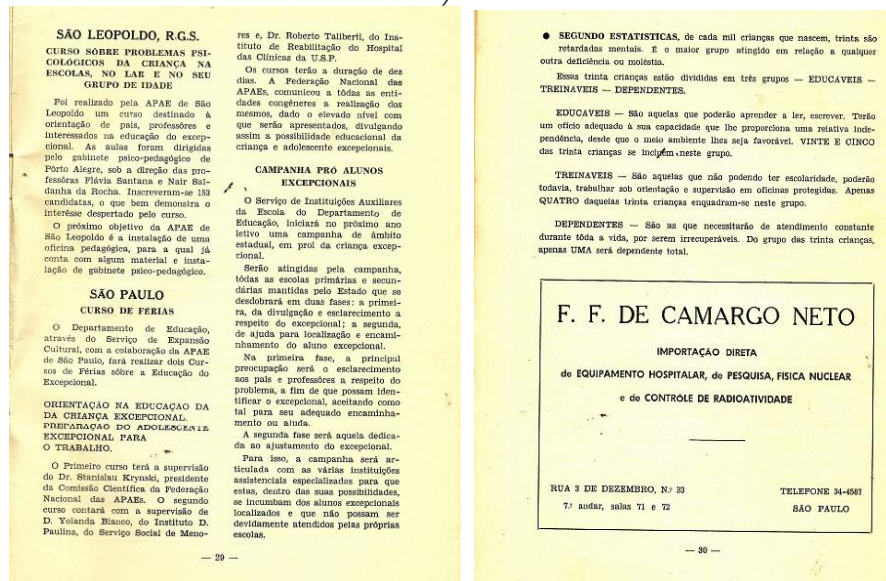 SÃO LEOPOLDO, R.G.S.
CURSO SÔBRE PROBLEMAS PSI-
COLÓGICOS DA CRIANÇA NA
ESCOLAS, NO LAR E NO SEU
GRUPO DE IDADE
Foi realizado pela APAE de São
Leopoldo um curso destinado à
orientação de pais, professôres e
interessados na educação do excep-
cional. As aulas foram dirigidas
pelo gabinete psico-pedagógico de
Pôrto Alegre, sob a direção das pro-
fessôras Flávia Santana e Nair Sal-
danha da Rocha. Inscreveram-se 153
candidatas, o que bem demonstra o
interêsse despertado pelo curso.
O próximo objetivo da APAE de
São Leopoldo é a instalação de uma
oficina pedagógica, para a qual já
conta com algum material e insta-
lação de gabinete psico-pedagógico.
SÃO PAULO
CURSO DE FÉRIAS
O Departamento de Educação,
através do Serviço de Expansão
Cultural, com a colaboração da APAE
de São Paulo, fará realizar dois Cur-
sos de Férias sôbre a Educação do
Excepcional.
ORIENTAÇÃO NA EDUCAÇAO DA
DA CRIANÇA EXCEPCIONAL.
PREPARAÇAO DO ADOLESCENTE
EXCEPCIONAL PARA
O TRABALHO.
O Primeiro curso terá a supervisão
do Dr. Stanislau Krynski, presidente
da Comissão Científica da Federação
Nacional das APAEs. O segundo
curso contará com a supervisão de
D. Yolanda Bianco, do Instituto D.
Paulina, do Serviço Social de Meno-
res e, Dr. Roberto Taliberti, do Ins-
tituto de Reabilitação do Hospital
das Clínicas da U.S.P.
Os cursos terão a duração de dez
dias. A Federação Nacional das
APAEs, comunicou a tôdas as enti-
dades congêneres a realização dos
mesmos, dado o elevado nível com
que serão apresentados, divulgando
assim a possibilidade educacional da
criança e adolescente excepcionais.
CAMPANHA PRÓ ALUNOS
EXCEPCIONAIS
O Serviço de Instituições Auxiliares
da Escola do Departamento de
Educação, iniciará no próximo ano
letivo uma campanha de âmbito
estadual, em prol da criança excep-
cional.
Serão atingidas pela campanha,
tôdas as escolas primárias e secun-
dárias mantidas pelo Estado que se
desdobrará em duas fases: a primei-
ra, da divulgação e esclarecimento a
respeito do excepcional; a segunda,
de ajuda para localização e encami-
nhamento do aluno excepcional.
Na primeira fase, a principal
preocupação será o esclarecimento
aos pais e professôres a respeito do
problema, a fim de que possam iden-
tificar o excepcional, aceitando como
tal para seu adequado encaminha-
mento ou ajuda.
A segunda fase será aquela dedica-
da ao ajustamento do excepcional.
Para isso, a campanha será ar-
ticulada com as várias instituições
assistenciais especializadas para que
estas, dentro das suas possibilidades,
se incumbam dos alunos excepcionais
localizados e que não possam ser
devidamente atendidos pelas próprias
escolas.
— 29 —
● SEGUNDO ESTATISTICAS, de cada mil crianças que nascem, trinta são
retardadas mentais. É o maior grupo atingido em relação a qualquer
outra deficiência ou moléstia.
Essas trinta crianças estão divididas em três grupos — EDUCÁVEIS —
TREINÁVEIS — DEPENDENTES.
EDUCAVEIS — São aquelas que poderão aprender a ler, escrever. Terão
um ofício adequado à sua capacidade que lhe proporciona uma relativa inde-
pendência, desde que o meio ambiente lhes seja favorável. VINTE E CINCO
das trinta crianças se incluem neste grupo.
TREINAVEIS — São aquelas que não podendo ter escolaridade, poderão
todavia, trabalhar sob orientação e supervisão em oficinas protegidas. Apenas
QUATRO daquelas trinta crianças enquadram-se neste grupo.
DEPENDENTES — São as que necessitarão de atendimento constante
durante tôda a vida, por serem irrecuperáveis. Do grupo das trinta crianças,
apenas UMA será dependente total.
F. F. DE CAMARGO NETO
IMPORTAÇÃO DIRETA
de EQUIPAMENTO HOSPITALAR, de PESQUISA, FÍSICA NUCLEAR
e de CONTRÔLE DE RADIOATIVIDADE
RUA 3 DE DEZEMBRO, N.º 33
7.º andar, salas 71 e 72
TELEFONE 34-4587
SÃO PAULO
— 30 —